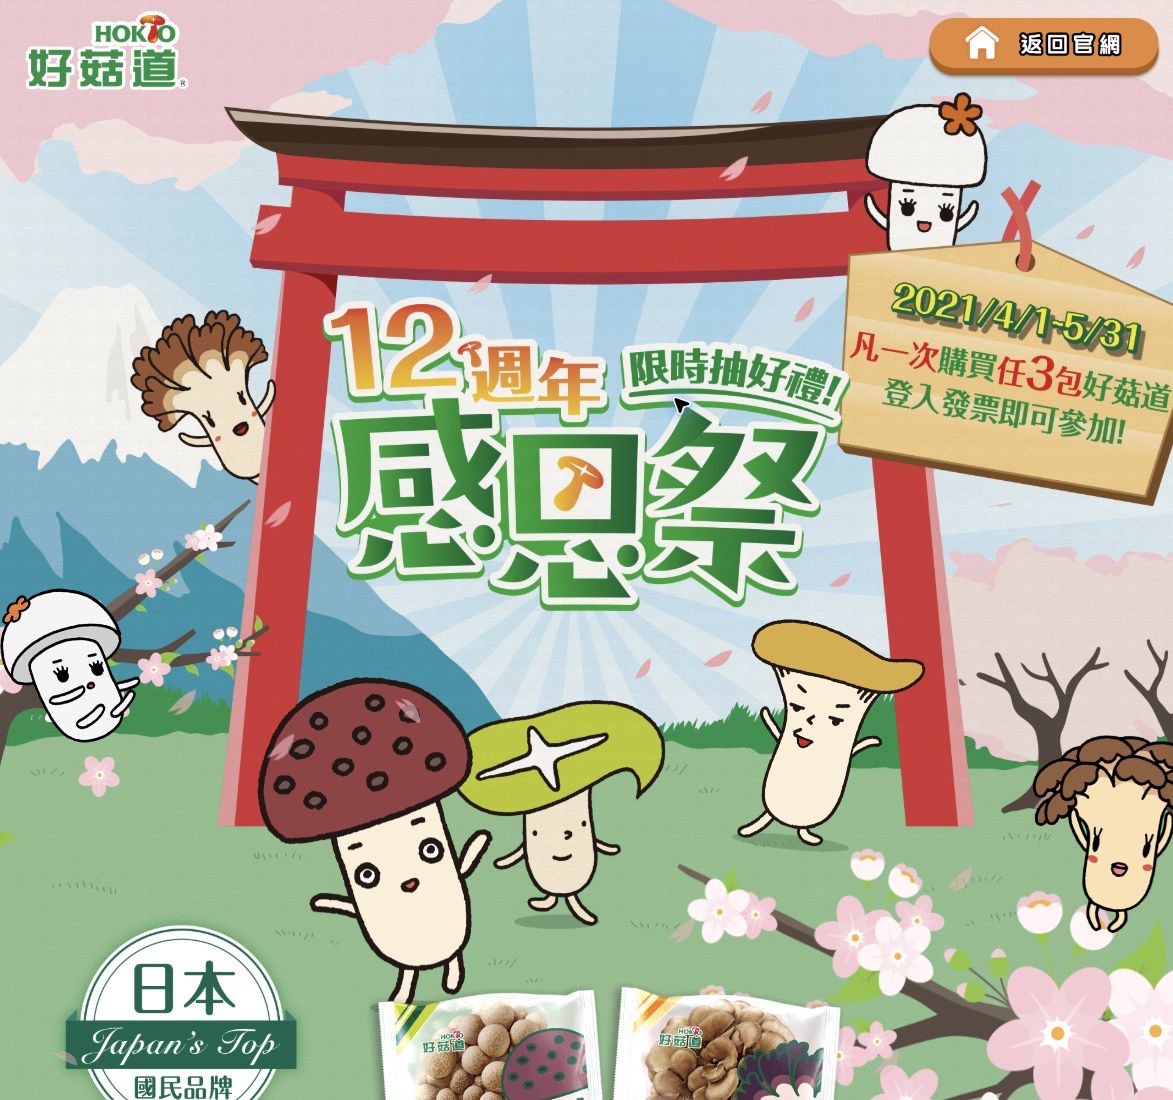 HOKTO
好菇道
返回官網
2021/4/1-5/31
凡一次購買任3包好菇道
登入發票即可參加!
12週年
限時抽好禮!
感恩祭
日本
Japan's Top
國民品牌
HOKTO
好菇道
HOKTO
好菇道